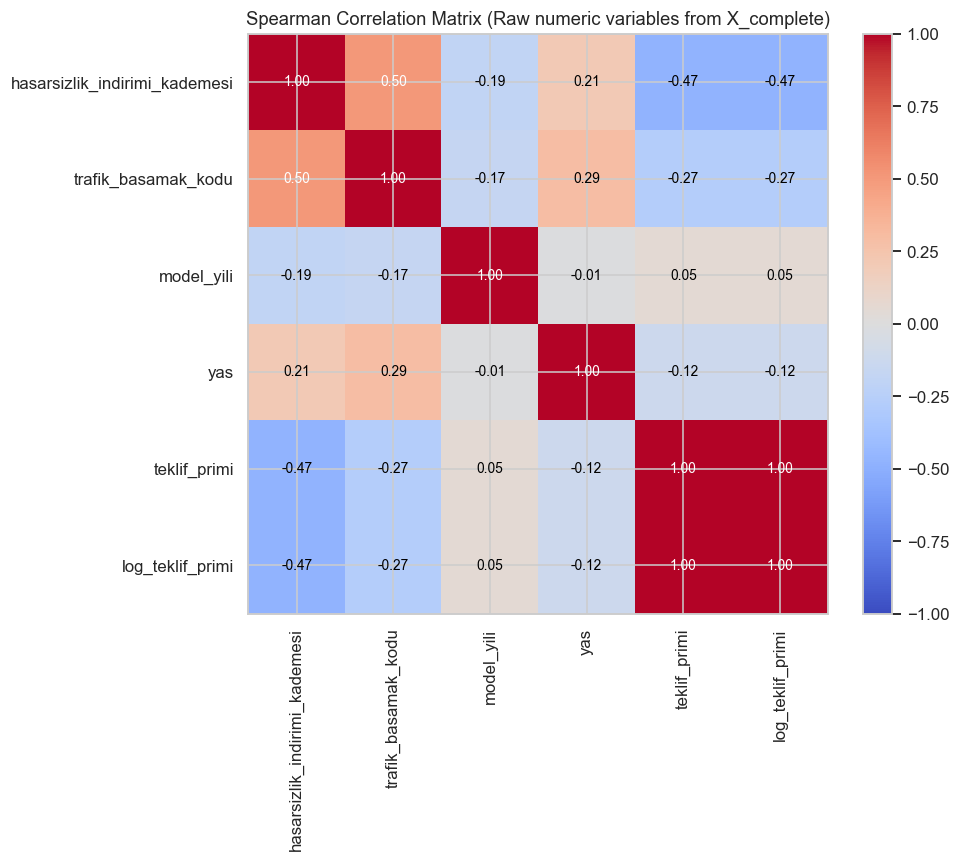 Spearman Correlation Matrix (Raw numeric variables from X_complete)
hasarsizlik_indirimi_kademesi 1.00 0.50 -0.19 0.21 -0.47 -0.47
trafik_basamak_kodu 0.50 1.00 -0.17 0.29 -0.27 -0.27
model_yili -0.19 -0.17 1.00 -0.01 0.05 0.05
yas 0.21 0.29 -0.01 1.00 -0.12 -0.12
teklif_primi -0.47 -0.27 0.05 -0.12 1.00 1.00
log_teklif_primi -0.47 -0.27 0.05 -0.12 1.00 1.00
hasarsizlik_indirimi_kademesi
trafik_basamak_kodu
model_yili
yas
teklif_primi
log_teklif_primi
1.00
0.75
0.50
0.25
0.00
−0.25
−0.50
−0.75
−1.00